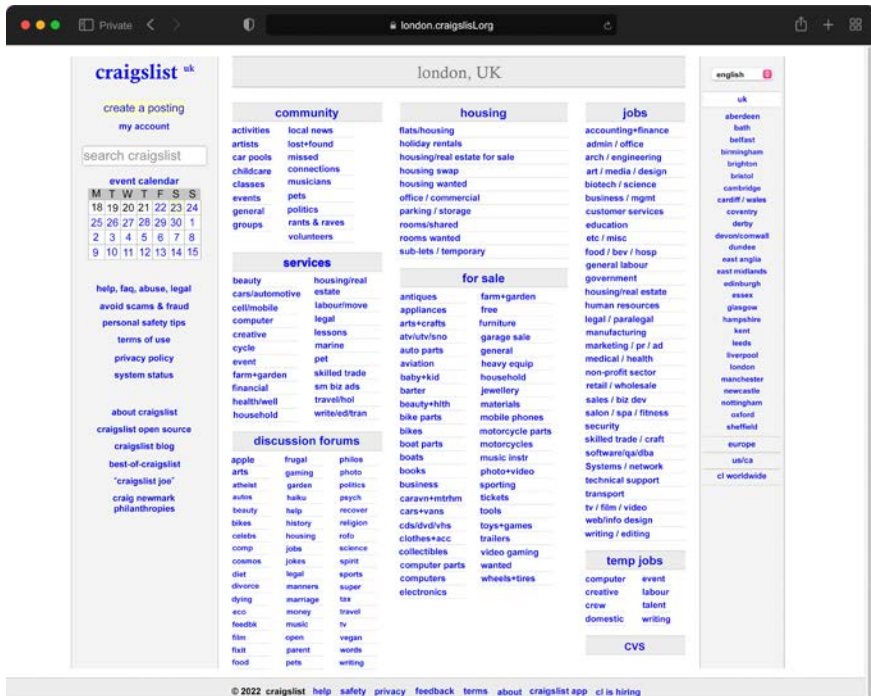 Private
london.craigslisLorg
craigslist uk
create a posting
my account
search craigslist
event calendar
M T W T F S S
18 19 20 21 22 23 24
25 26 27 28 29 30 1
2 3 4 5 6 7 8
9 10 11 12 13 14 15
help, faq, abuse, legal
avoid scams & fraud
personal safety tips
terms of use
privacy policy
system status
about craigslist
craigslist open source
craigslist blog
best-of-craigslist
"craigslist joe"
craig newmark
philanthropies
london, UK
community
activities
artists
car pools
childcare
classes
events
general
groups
local news
lost+found
missed
connections
musicians
pets
politics
rants & raves
volunteers
services
beauty
cars/automotive
cell/mobile
computer
creative
cycle
event
farm+garden
financial
health/well
household
housing/real
estate
labour/move
legal
lessons
marine
pet
skilled trade
sm biz ads
travel/hol
write/ed/tran
discussion forums
apple
arts
atheist
autos
beauty
bikes
celebs
comp
cosmos
diet
divorce
dying
eco
feedbk
film
fixit
food
frugal
gaming
garden
haiku
help
history
housing
jobs
jokes
legal
manners
marriage
money
music
open
parent
pets
philos
photo
politics
psych
recover
religion
rofo
science
spirit
sports
super
tax
travel
tv
vegan
words
writing
housing
flats/housing
holiday rentals
housing/real estate for sale
housing swap
housing wanted
office / commercial
parking / storage
rooms/shared
rooms wanted
sub-lets / temporary
for sale
antiques
appliances
arts+crafts
atv/utv/sno
auto parts
aviation
baby+kid
barter
beauty+hlth
bike parts
bikes
boat parts
boats
books
business
caravn+mtrhm
cars+vans
cds/dvd/vhs
clothes+acc
collectibles
computer parts
computers
electronics
farm+garden
free
furniture
garage sale
general
heavy equip
household
jewellery
materials
mobile phones
motorcycle parts
motorcycles
music instr
photo+video
sporting
tickets
tools
toys+games
trailers
video gaming
wanted
wheels+tires
jobs
accounting+finance
admin / office
arch / engineering
art / media / design
biotech / science
business / mgmt
customer services
education
etc / misc
food / bev / hosp
general labour
government
housing/real estate
human resources
legal / paralegal
manufacturing
marketing / pr / ad
medical / health
non-profit sector
retail / wholesale
sales / biz dev
salon / spa / fitness
security
skilled trade / craft
software/qa/dba
Systems / network
technical support
transport
tv / film / video
web/info design
writing / editing
temp jobs
computer
creative
crew
domestic
event
labour
talent
writing
CVS
english
uk
aberdeen
bath
belfast
birmingham
brighton
bristol
cambridge
cardiff / wales
coventry
derby
devon/cornwall
dundee
east anglia
east midlands
edinburgh
essex
glasgow
hampshire
kent
leeds
liverpool
london
manchester
newcastle
nottingham
oxford
sheffield
europe
us/ca
cl worldwide
© 2022 craigslist help safety privacy feedback terms about craigslist app cl is hiring